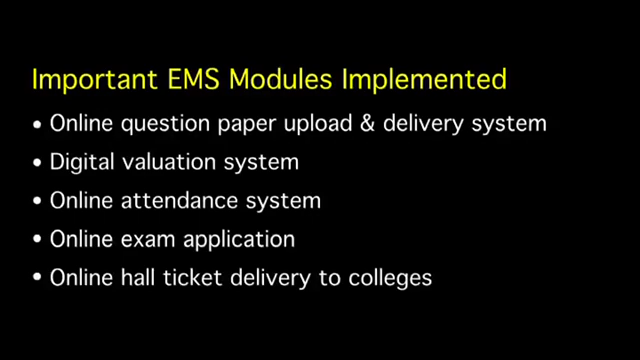 Important EMS Modules Implemented
• Online question paper upload & delivery system
• Digital valuation system
• Online attendance system
• Online exam application
• Online hall ticket delivery to colleges